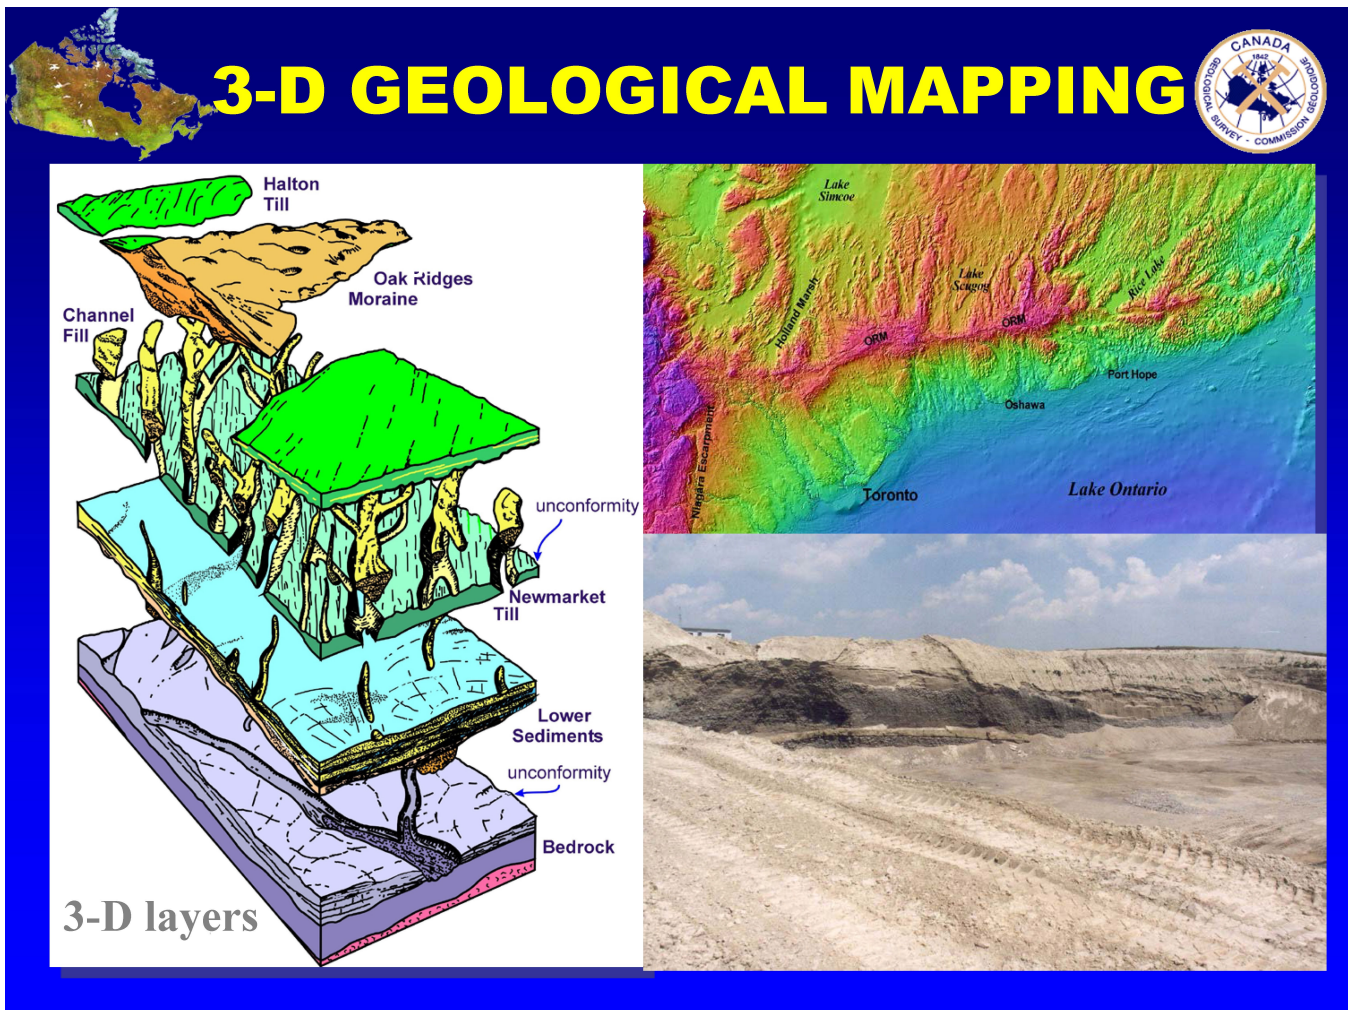 3-D GEOLOGICAL MAPPING
CANADA
1842
GEOLOGICAL SURVEY - COMMISSION GÉOLOGIQUE
Halton
Till
Oak Ridges
Moraine
Channel
Fill
unconformity
Newmarket
Till
Lower
Sediments
unconformity
Bedrock
3-D layers
Lake
Simcoe
Lake
Scugog
Rice Lake
Holland Marsh
ORM
ORM
Port Hope
Oshawa
Niagara Escarpment
Toronto
Lake Ontario